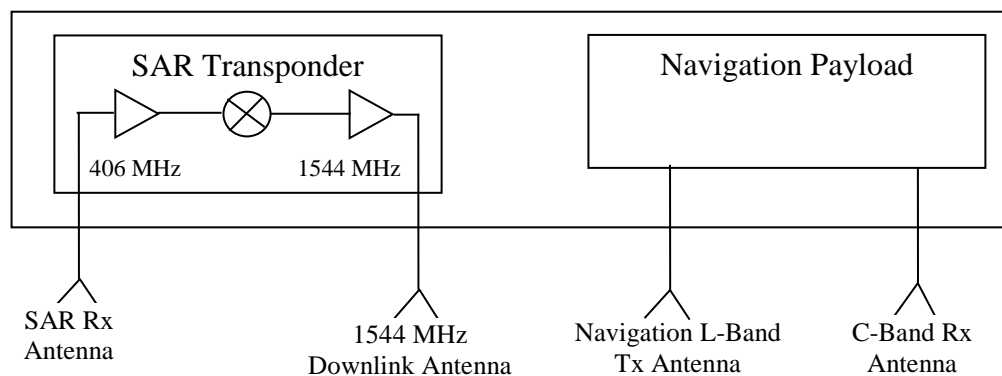 SAR Transponder
406 MHz
1544 MHz
Navigation Payload
SAR Rx
Antenna
1544 MHz
Downlink Antenna
Navigation L-Band
Tx Antenna
C-Band Rx
Antenna